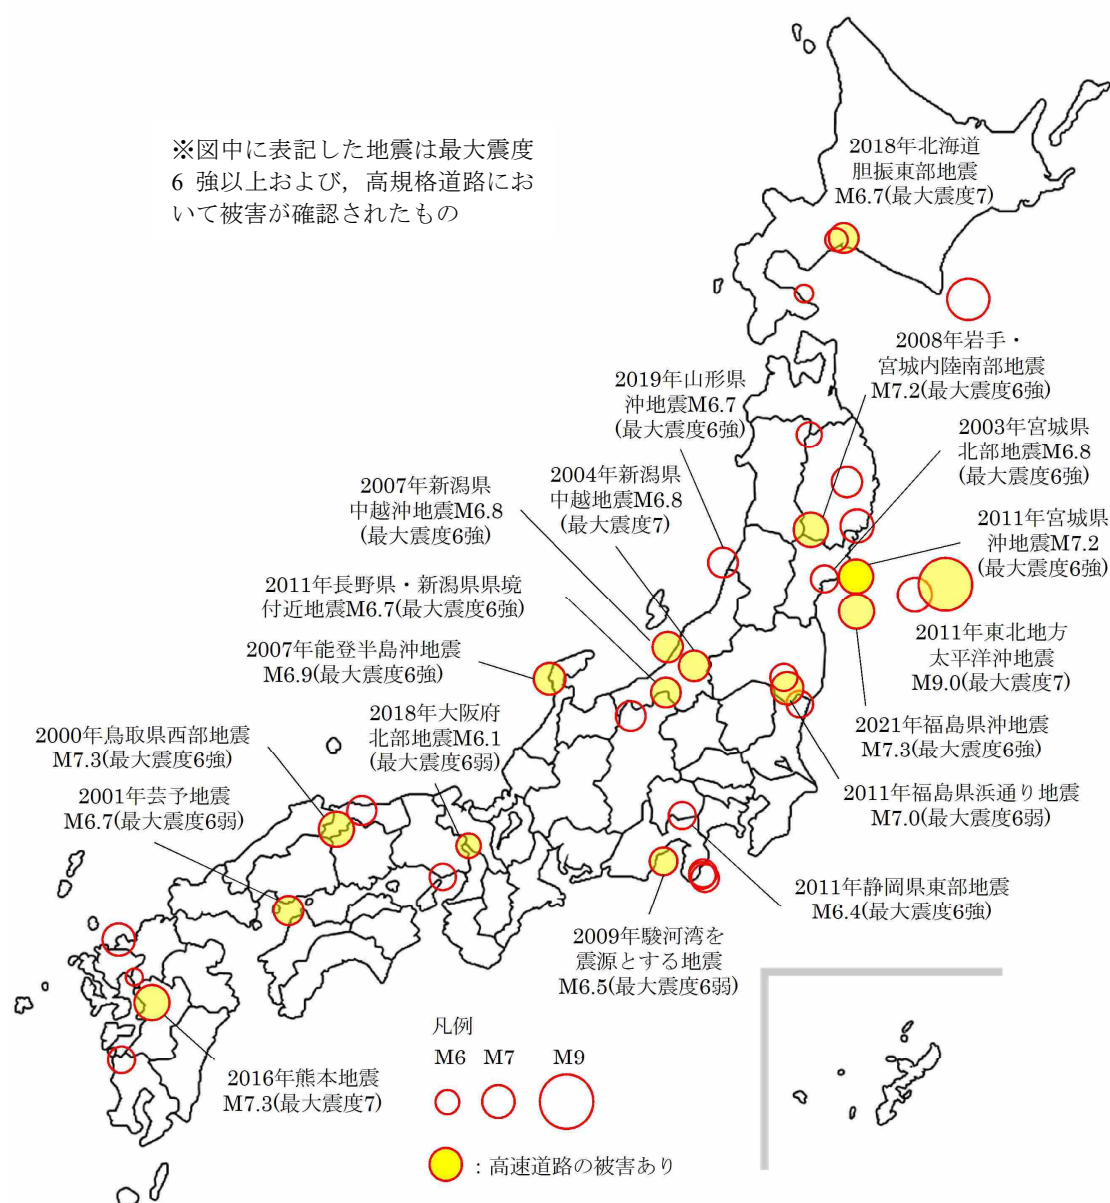 ※図中に表記した地震は最大震度
6 強以上および，高規格道路にお
いて被害が確認されたもの
2018年北海道
胆振東部地震
M6.7(最大震度7)
2008年岩手・
宮城内陸南部地震
M7.2(最大震度6強)
2019年山形県
沖地震M6.7
(最大震度6強)
2003年宮城県
北部地震M6.8
(最大震度6強)
2004年新潟県
中越地震M6.8
(最大震度7)
2007年新潟県
中越沖地震M6.8
(最大震度6強)
2011年宮城県
沖地震M7.2
(最大震度6強)
2011年長野県・新潟県県境
付近地震M6.7(最大震度6強)
2007年能登半島沖地震
M6.9(最大震度6強)
2011年東北地方
太平洋沖地震
M9.0(最大震度7)
2018年大阪府
北部地震M6.1
(最大震度6弱)
2000年鳥取県西部地震
M7.3(最大震度6強)
2021年福島県沖地震
M7.3(最大震度6強)
2001年芸予地震
M6.7(最大震度6弱)
2011年福島県浜通り地震
M7.0(最大震度6弱)
2011年静岡県東部地震
M6.4(最大震度6強)
2009年駿河湾を
震源とする地震
M6.5(最大震度6弱)
2016年熊本地震
M7.3(最大震度7)
凡例
M6 M7 M9
：高速道路の被害あり